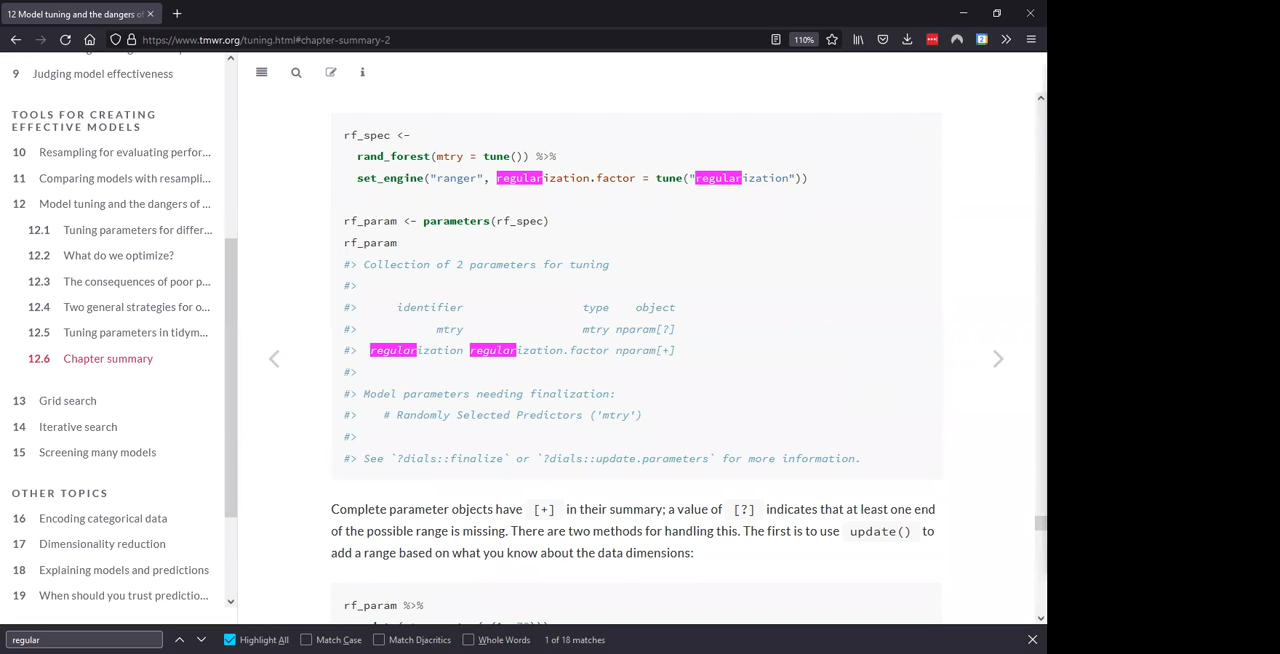 12 Model tuning and the dangers of
https://www.tmwr.org/tuning.html#chapter-summary-2
110%
9 Judging model effectiveness
TOOLS FOR CREATING
EFFECTIVE MODELS
10 Resampling for evaluating perfor...
11 Comparing models with resampli...
12 Model tuning and the dangers of ...
12.1 Tuning parameters for differ...
12.2 What do we optimize?
12.3 The consequences of poor p...
12.4 Two general strategies for o...
12.5 Tuning parameters in tidym...
12.6 Chapter summary
13 Grid search
14 Iterative search
15 Screening many models
OTHER TOPICS
16 Encoding categorical data
17 Dimensionality reduction
18 Explaining models and predictions
19 When should you trust predictio...
rf_spec <-
rand_forest(mtry = tune()) %>%
set_engine("ranger", regularization.factor = tune("regularization"))
rf_param <- parameters(rf_spec)
rf_param
#> Collection of 2 parameters for tuning
#>
#> identifier type object
#> mtry mtry nparam[?]
#> regularization regularization.factor nparam[+]
#>
#> Model parameters needing finalization:
#> # Randomly Selected Predictors ('mtry')
#>
#> See `?dials::finalize` or `?dials::update.parameters` for more information.
Complete parameter objects have [+] in their summary; a value of [?] indicates that at least one end
of the possible range is missing. There are two methods for handling this. The first is to use update() to
add a range based on what you know about the data dimensions:
rf_param %>%
regular
Highlight All
Match Case
Match Diacritics
Whole Words
1 of 18 matches